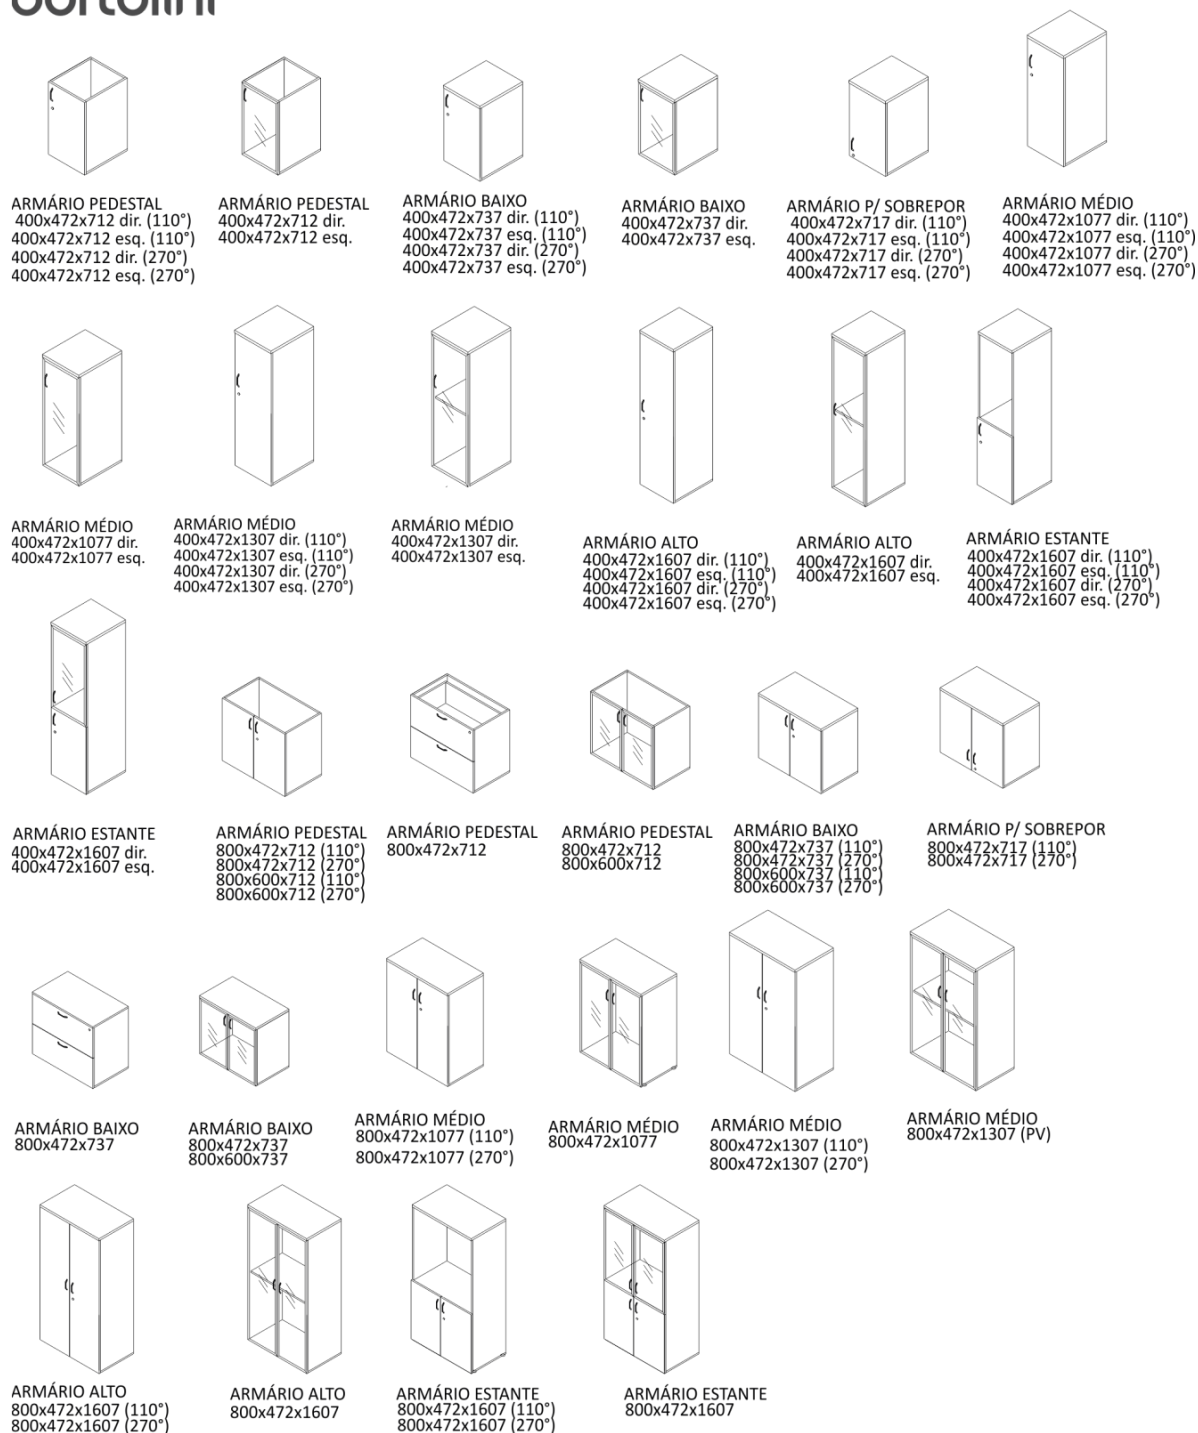 bortolini
ARMÁRIO PEDESTAL
400x472x712 dir. (110°)
400x472x712 esq. (110°)
400x472x712 dir. (270°)
400x472x712 esq. (270°)
ARMÁRIO PEDESTAL
400x472x712 dir.
400x472x712 esq.
ARMÁRIO BAIXO
400x472x737 dir. (110°)
400x472x737 esq. (110°)
400x472x737 dir. (270°)
400x472x737 esq. (270°)
ARMÁRIO BAIXO
400x472x737 dir.
400x472x737 esq.
ARMÁRIO P/ SOBREPOR
400x472x717 dir. (110°)
400x472x717 esq. (110°)
400x472x717 dir. (270°)
400x472x717 esq. (270°)
ARMÁRIO MÉDIO
400x472x1077 dir. (110°)
400x472x1077 esq. (110°)
400x472x1077 dir. (270°)
400x472x1077 esq. (270°)
ARMÁRIO MÉDIO
400x472x1077 dir.
400x472x1077 esq.
ARMÁRIO MÉDIO
400x472x1307 dir. (110°)
400x472x1307 esq. (110°)
400x472x1307 dir. (270°)
400x472x1307 esq. (270°)
ARMÁRIO MÉDIO
400x472x1307 dir.
400x472x1307 esq.
ARMÁRIO ALTO
400x472x1607 dir. (110°)
400x472x1607 esq. (110°)
400x472x1607 dir. (270°)
400x472x1607 esq. (270°)
ARMÁRIO ALTO
400x472x1607 dir.
400x472x1607 esq.
ARMÁRIO ESTANTE
400x472x1607 dir. (110°)
400x472x1607 esq. (110°)
400x472x1607 dir. (270°)
400x472x1607 esq. (270°)
ARMÁRIO ESTANTE
400x472x1607 dir.
400x472x1607 esq.
ARMÁRIO PEDESTAL
800x472x712 (110°)
800x472x712 (270°)
800x600x712 (110°)
800x600x712 (270°)
ARMÁRIO PEDESTAL
800x472x712
ARMÁRIO PEDESTAL
800x472x712
800x600x712
ARMÁRIO BAIXO
800x472x737 (110°)
800x472x737 (270°)
800x600x737 (110°)
800x600x737 (270°)
ARMÁRIO P/ SOBREPOR
800x472x717 (110°)
800x472x717 (270°)
ARMÁRIO BAIXO
800x472x737
ARMÁRIO BAIXO
800x472x737
800x600x737
ARMÁRIO MÉDIO
800x472x1077 (110°)
800x472x1077 (270°)
ARMÁRIO MÉDIO
800x472x1077
ARMÁRIO MÉDIO
800x472x1307 (110°)
800x472x1307 (270°)
ARMÁRIO MÉDIO
800x472x1307 (PV)
ARMÁRIO ALTO
800x472x1607 (110°)
800x472x1607 (270°)
ARMÁRIO ALTO
800x472x1607
ARMÁRIO ESTANTE
800x472x1607 (110°)
800x472x1607 (270°)
ARMÁRIO ESTANTE
800x472x1607